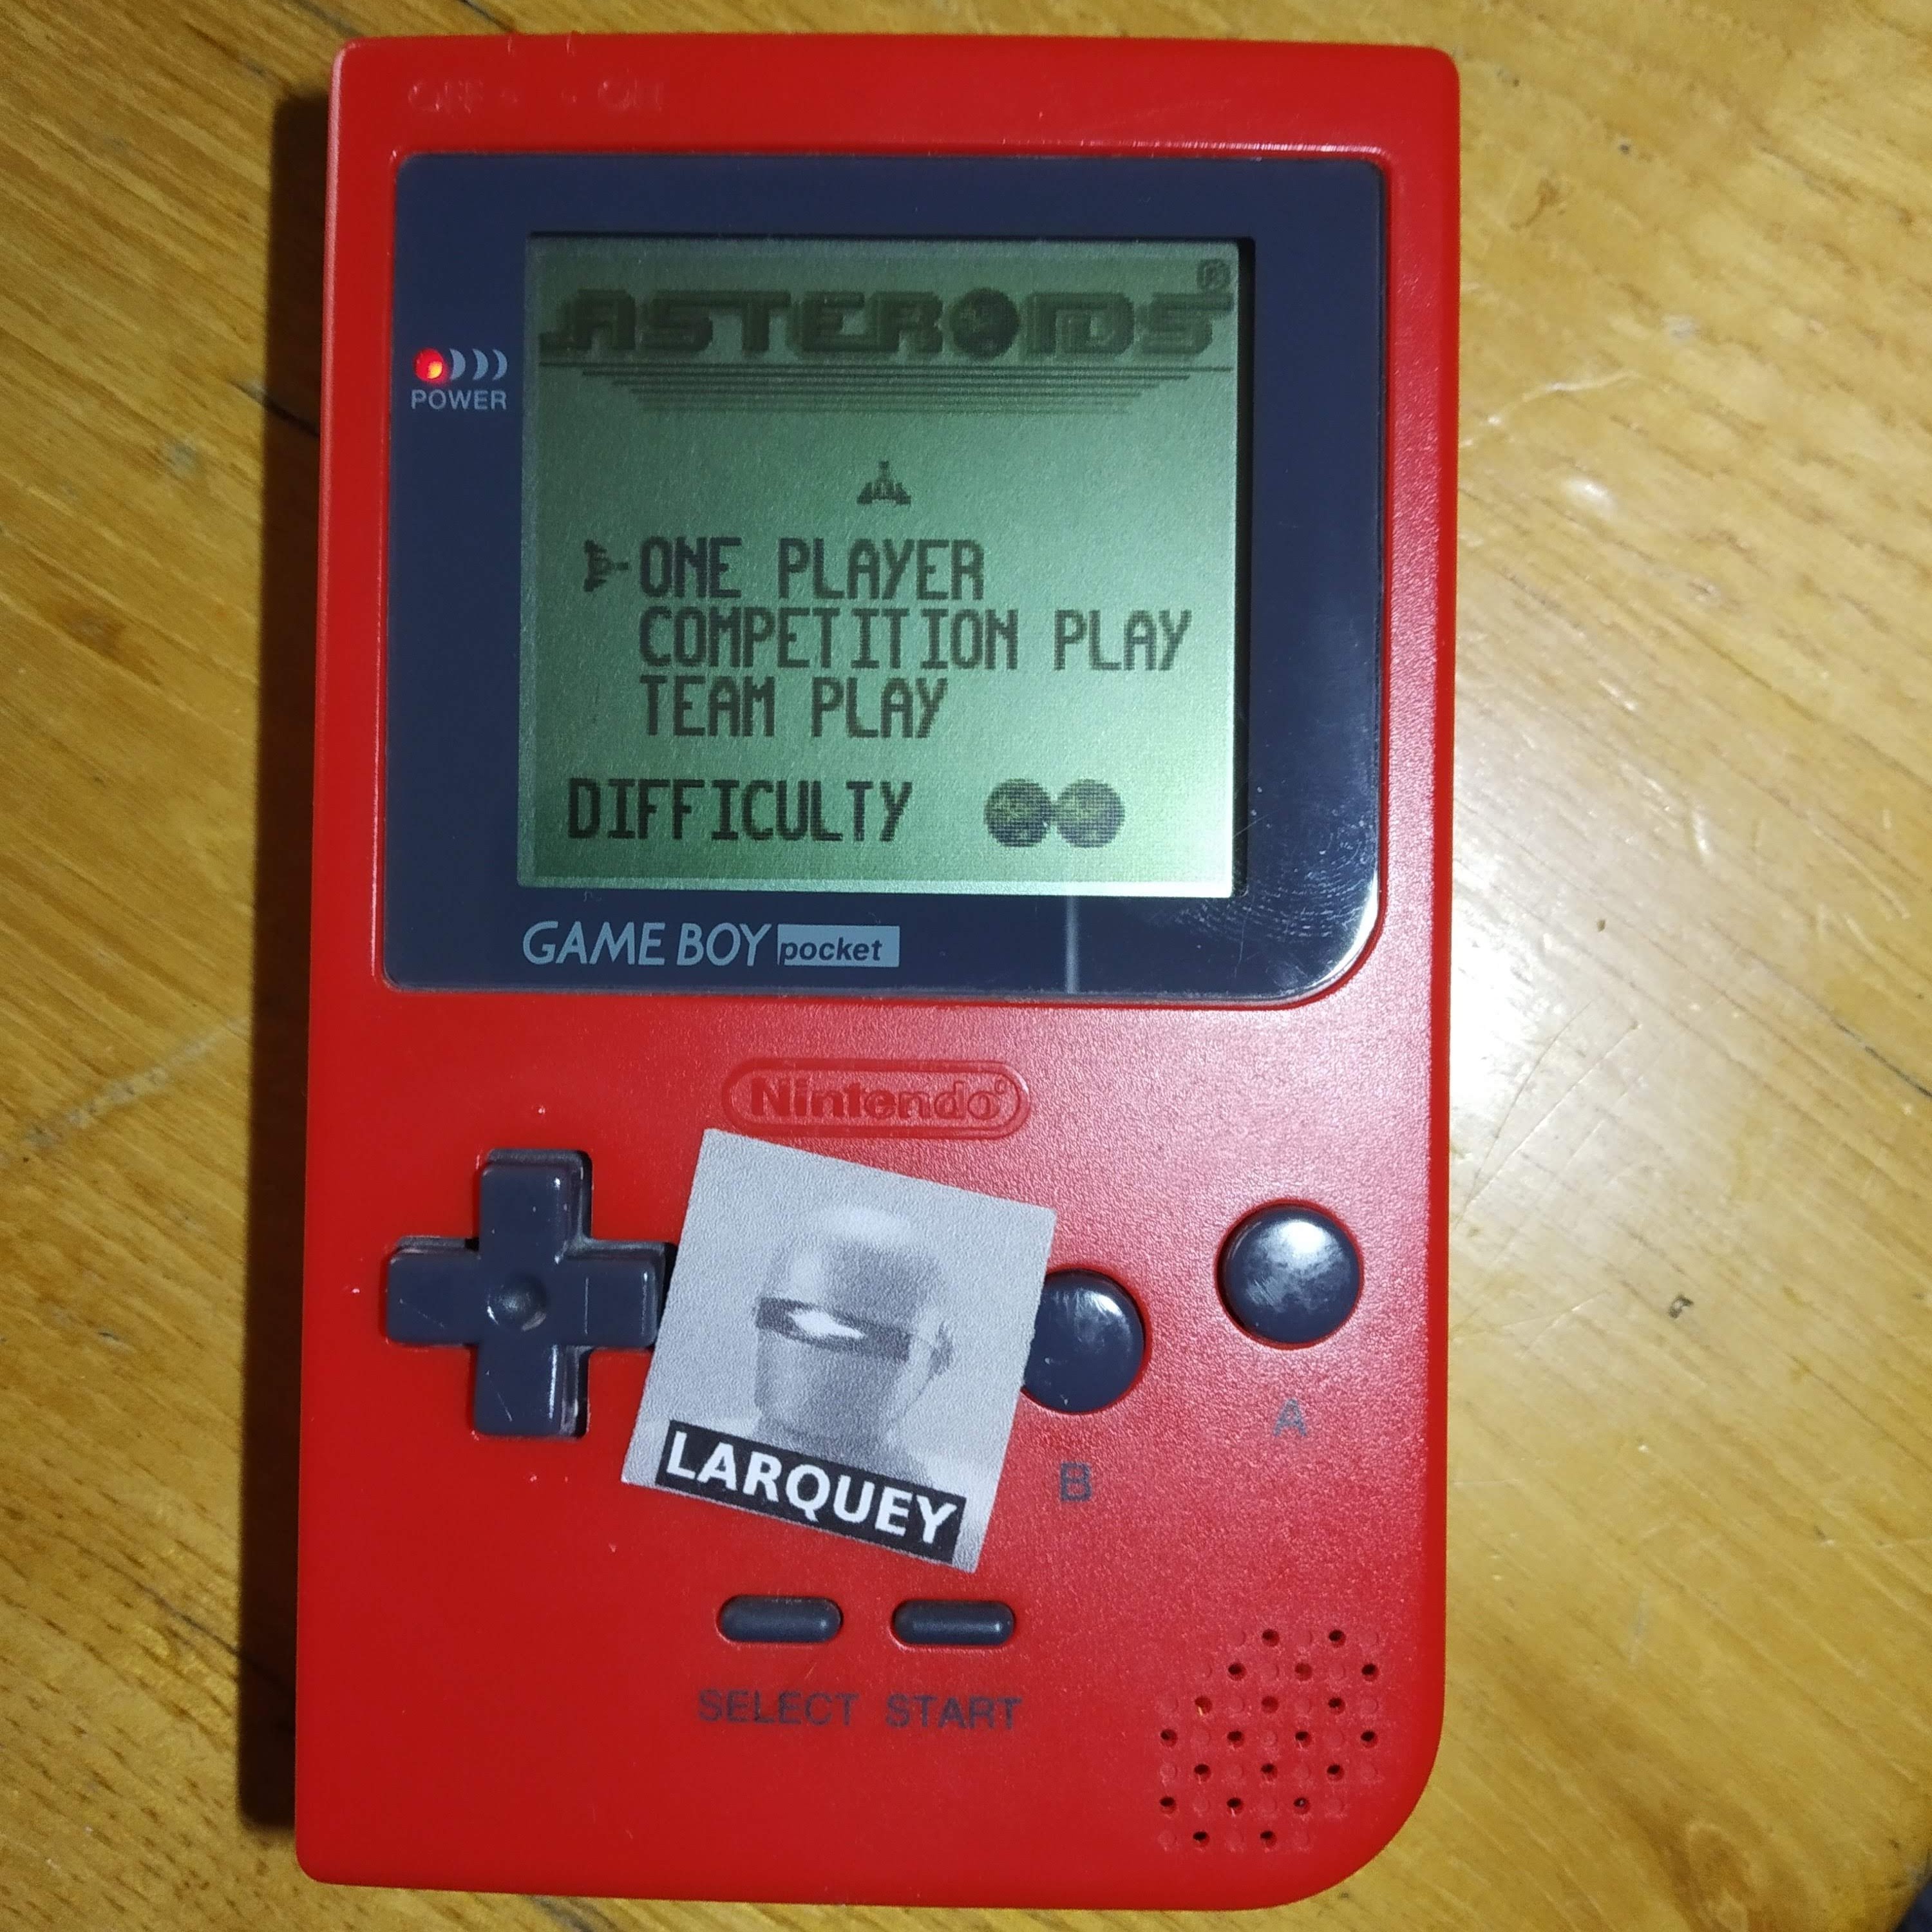 OFF ON
ASTEROIDS®
POWER
ONE PLAYER
COMPETITION PLAY
TEAM PLAY
DIFFICULTY
GAME BOY pocket
Nintendo®
LARQUEY
A
B
SELECT START